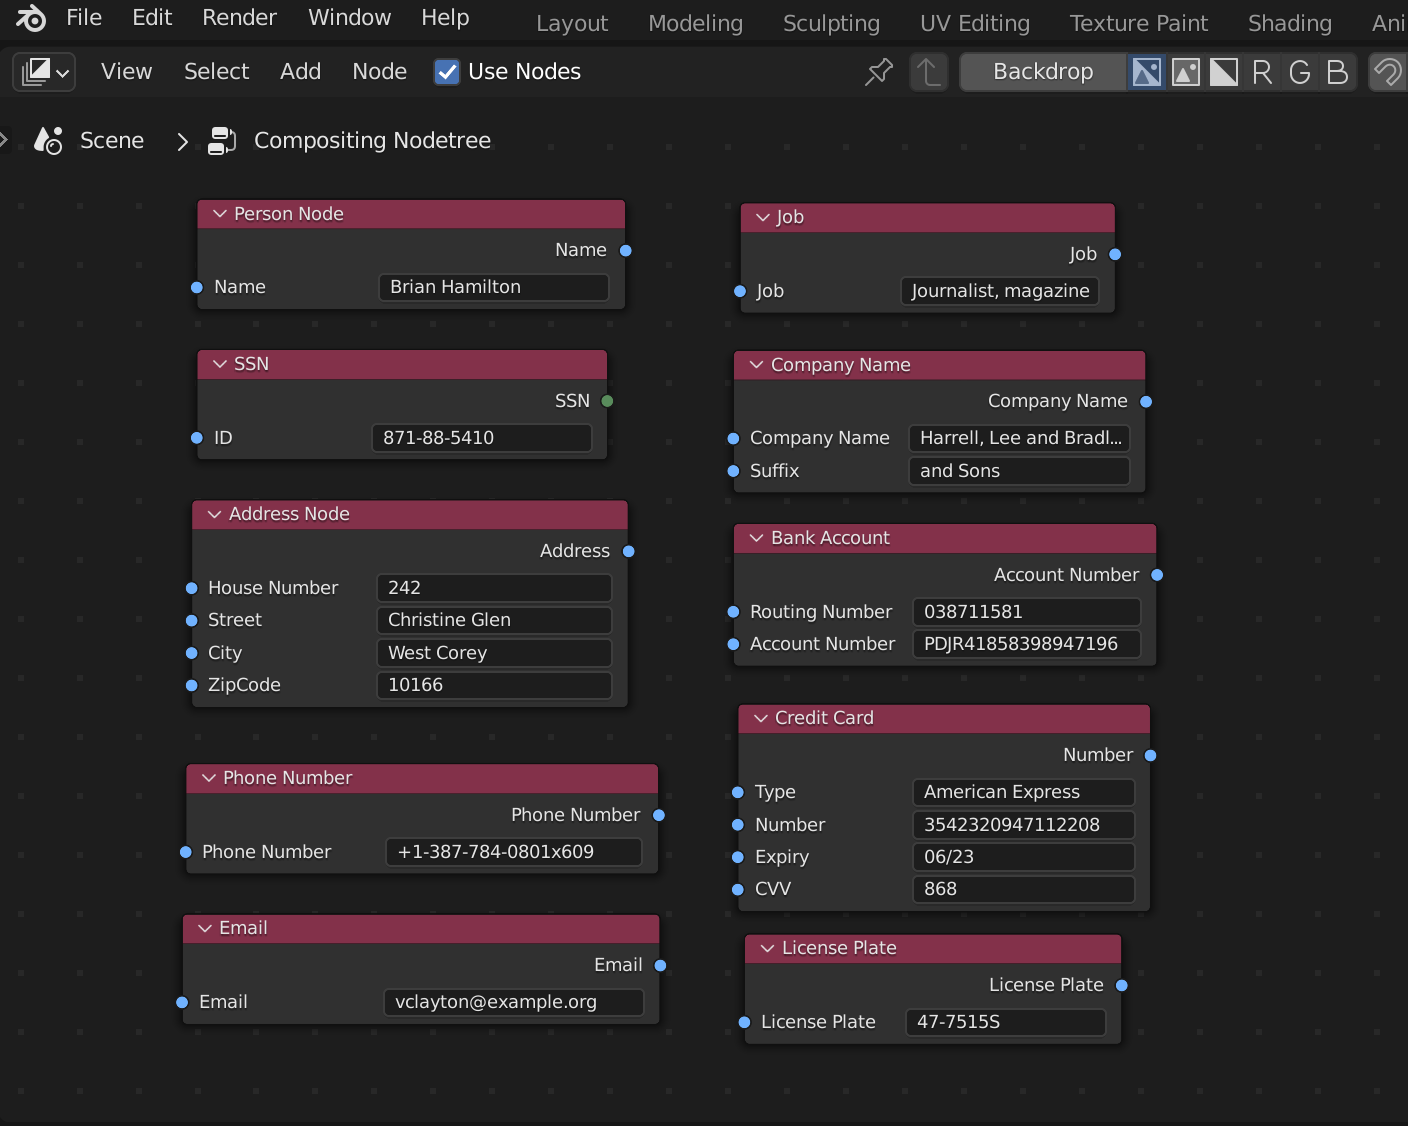 File Edit Render Window Help Layout Modeling Sculpting UV Editing Texture Paint Shading Ani
View Select Add Node Use Nodes Backdrop R G B
Scene > Compositing Nodetree
Person Node
Name
Name Brian Hamilton
SSN
SSN
ID 871-88-5410
Address Node
Address
House Number 242
Street Christine Glen
City West Corey
ZipCode 10166
Phone Number
Phone Number
Phone Number +1-387-784-0801x609
Email
Email
Email vclayton@example.org
Job
Job
Job Journalist, magazine
Company Name
Company Name
Company Name Harrell, Lee and Bradl...
Suffix and Sons
Bank Account
Account Number
Routing Number 038711581
Account Number PDJR41858398947196
Credit Card
Number
Type American Express
Number 3542320947112208
Expiry 06/23
CVV 868
License Plate
License Plate
License Plate 47-7515S